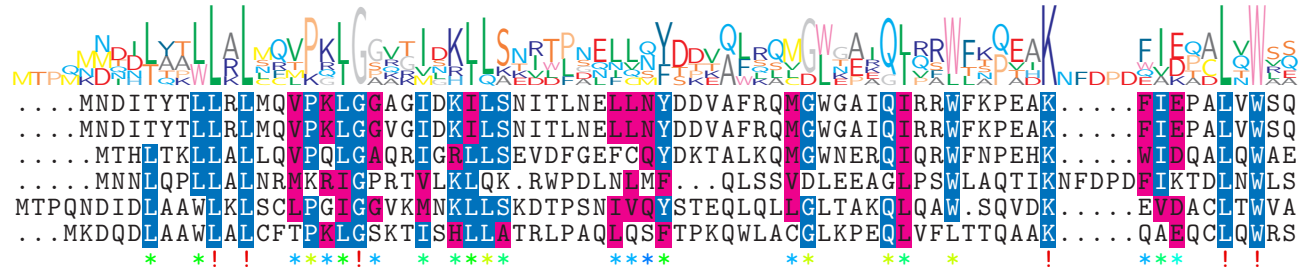 ....MNDITYTLLRLMQVPKLGGAGIDKILSNITLNELLNYDDVAFRQMGWGAIQIRRWFKPEAK.....FIEPALVWSQ
....MNDITYTLLRLMQVPKLGGVGIDKILSNITLNELLNYDDVAFRQMGWGAIQIRRWFKPEAK.....FIEPALVWSQ
.....MTHLTKLLALLQVPQLGAQRIGRLLSEVDFGEFCQYDKTALKQMGWNERQIQRWFNPEHK.....WIDQALQWAE
.....MNNLQPLLALNRMKRIGPRTVLKLQK.RWPDLNLMF...QLSSVDLEEAGLPSWLAQTIKNFDPDFIKTDLNWLS
MTPQNDIDLAAWLKLSCLPGIGGVKMNKLLSKDTPSNIVQYSTEQLQLLGLTAKQLQAW.SQVDK.....EVDACLTWVA
...MKDQDLAAWLALCFTPKLGSKTISHLLATRLPAQLQSFTPKQWLACGLKPEQLVFLTTQAAK.....QAEQCLQWRS
* *! ! ****!* * **** **** ** ** * ! *** ! !